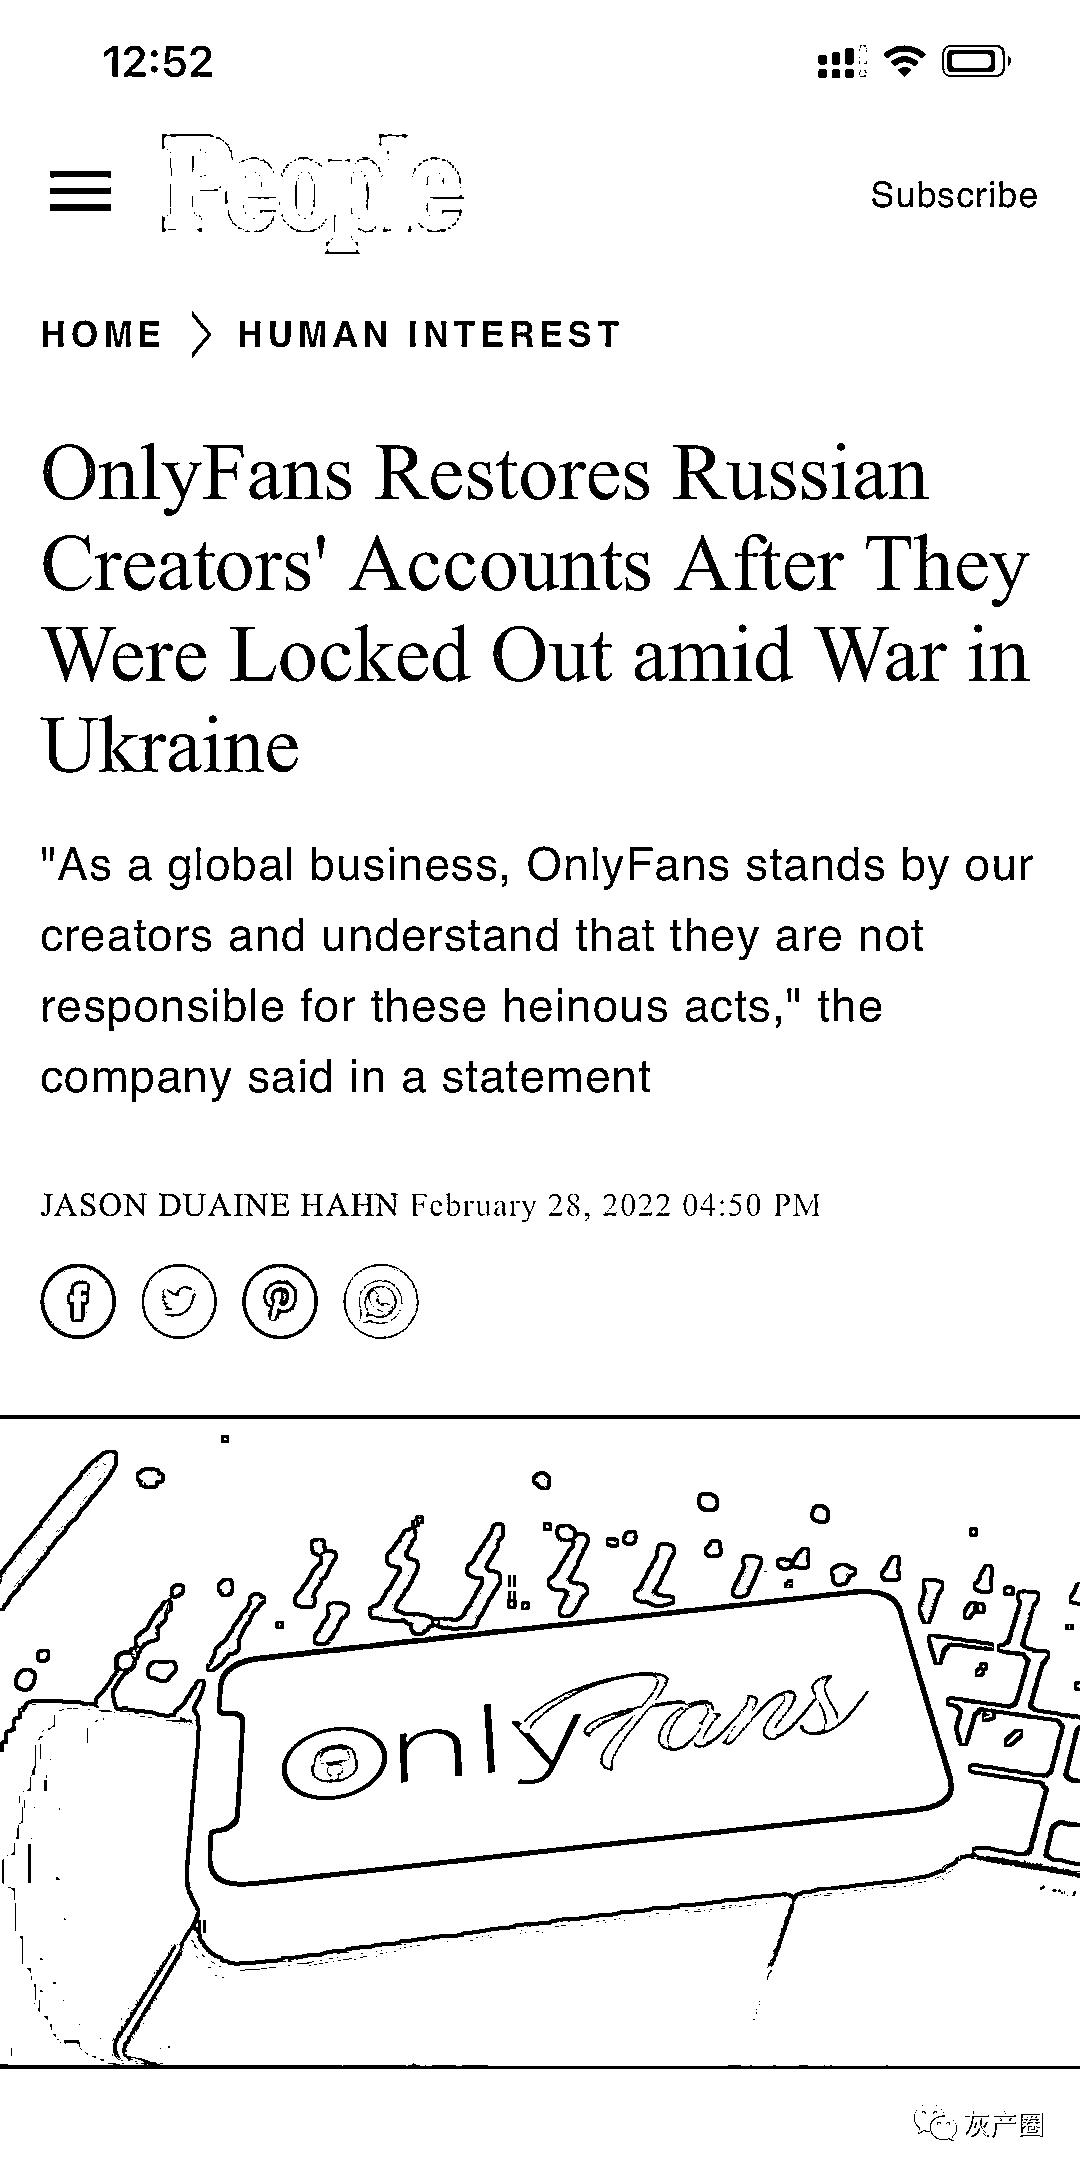 12:52
People
Subscribe
HOME > HUMAN INTEREST
OnlyFans Restores Russian
Creators' Accounts After They
Were Locked Out amid War in
Ukraine
"As a global business, OnlyFans stands by our
creators and understand that they are not
responsible for these heinous acts," the
company said in a statement
JASON DUAINE HAHN February 28, 2022 04:50 PM
OnlyFans
灰产圈